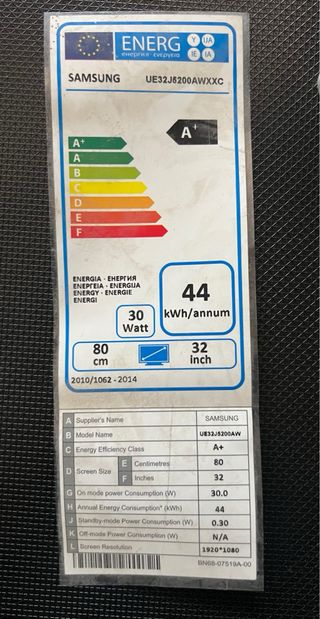 ENERG Y UA IE IA
енергия · ενεργεια
SAMSUNG UE32J5200AWXXC
A+
A+
A
B
C
D
E
F
ENERGIA · ЕНЕРГИЯ
ΕΝΕΡΓΕΙΑ · ENERGIJA
ENERGY · ENERGIE
ENERGI
30
Watt
44
kWh/annum
80
cm
32
inch
2010/1062 - 2014
A Supplier's Name SAMSUNG
B Model Name UE32J5200AW
C Energy Efficiency Class A+
D Screen Size E Centimetres 80
F Inches 32
G On mode power Consumption (W) 30.0
H Annual Energy Consumption* (kWh) 44
J Standby-mode Power Consumption (W) 0.30
K Off-mode Power Consumption (W) N/A
L Screen Resolution 1920*1080
BN68-07519A-00